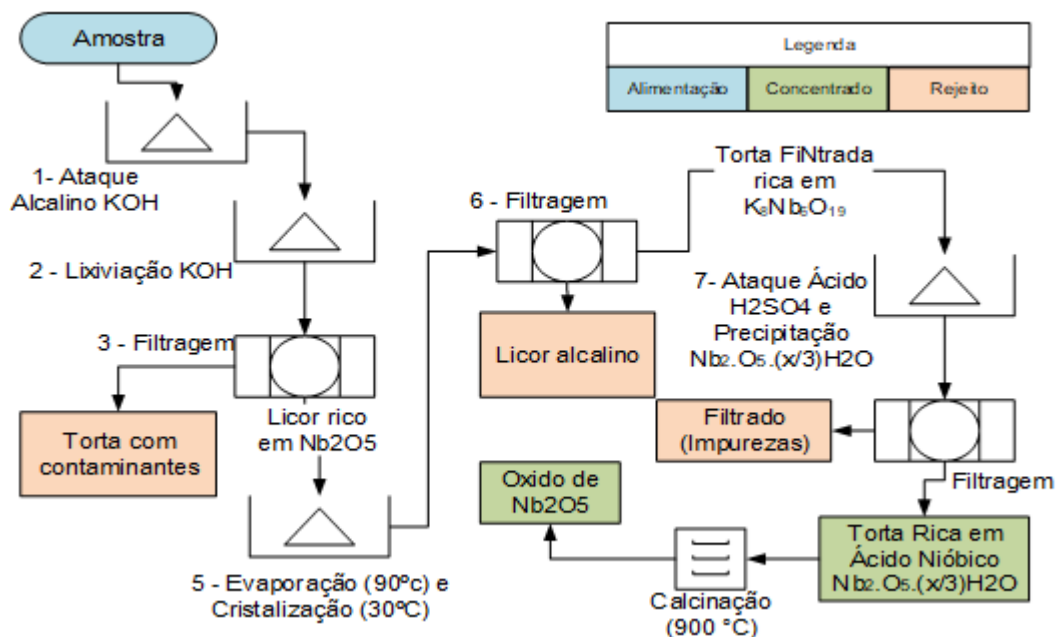 Amostra
Legenda
Alimentação
Concentrado
Rejeito
1- Ataque
Alcalino KOH
2 - Lixiviação KOH
3 - Filtragem
Torta com
contaminantes
Licor rico
em Nb2O5
5 - Evaporação (90ºc) e
Cristalização (30ºC)
6 - Filtragem
Licor alcalino
Torta FiNtrada
rica em
K₈Nb₆O₁₉
7- Ataque Ácido
H2SO4 e
Precipitação
Nb₂.O₅.(x/3)H2O
Filtrado
(Impurezas)
Filtragem
Torta Rica em
Ácido Nióbico
Nb₂.O₅.(x/3)H2O
Calcinação
(900 °C)
Oxido de
Nb2O5